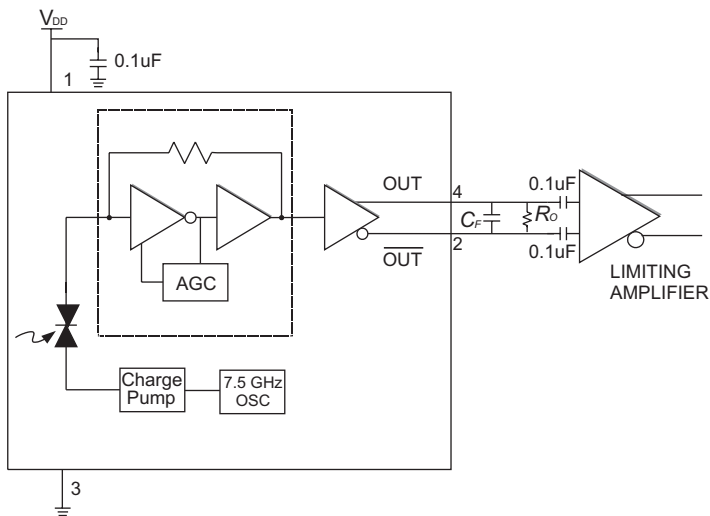 VDD
0.1uF
1
OUT
4
0.1uF
CF
RO
OUT
2
0.1uF
AGC
LIMITING
AMPLIFIER
Charge
Pump
7.5 GHz
OSC
3